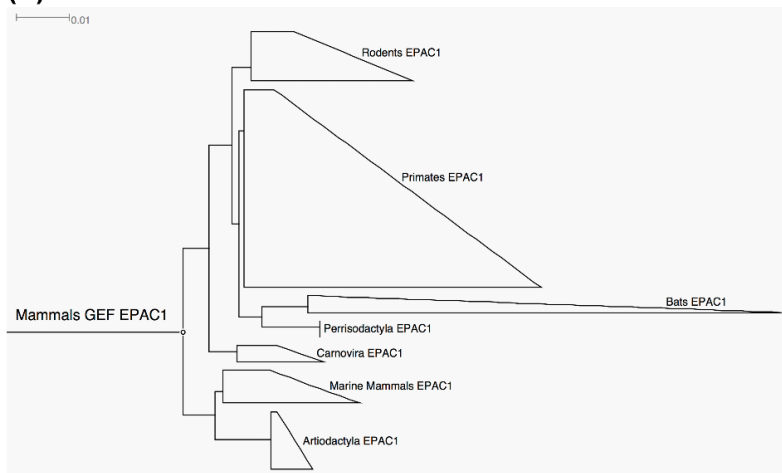 0.01
Rodents EPAC1
Primates EPAC1
Bats EPAC1
Mammals GEF EPAC1
Perrisodactyla EPAC1
Carnovira EPAC1
Marine Mammals EPAC1
Artiodactyla EPAC1